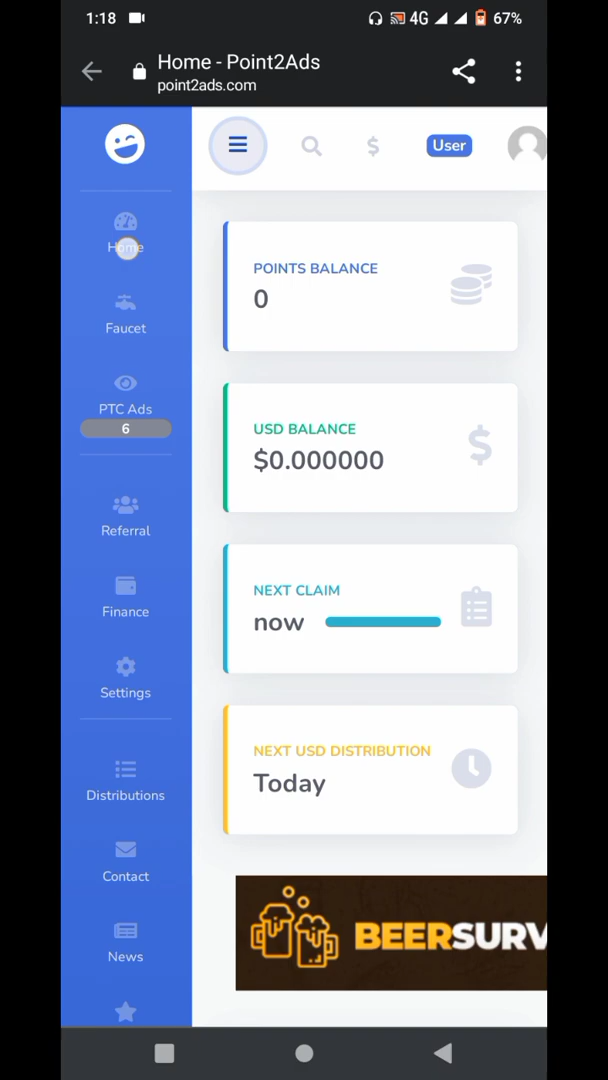 1:18
4G
67%
Home - Point2Ads
point2ads.com
User
Home
Faucet
PTC Ads
6
Referral
Finance
Settings
Distributions
Contact
News
POINTS BALANCE
0
USD BALANCE
$0.000000
NEXT CLAIM
now
NEXT USD DISTRIBUTION
Today
BEERSURV